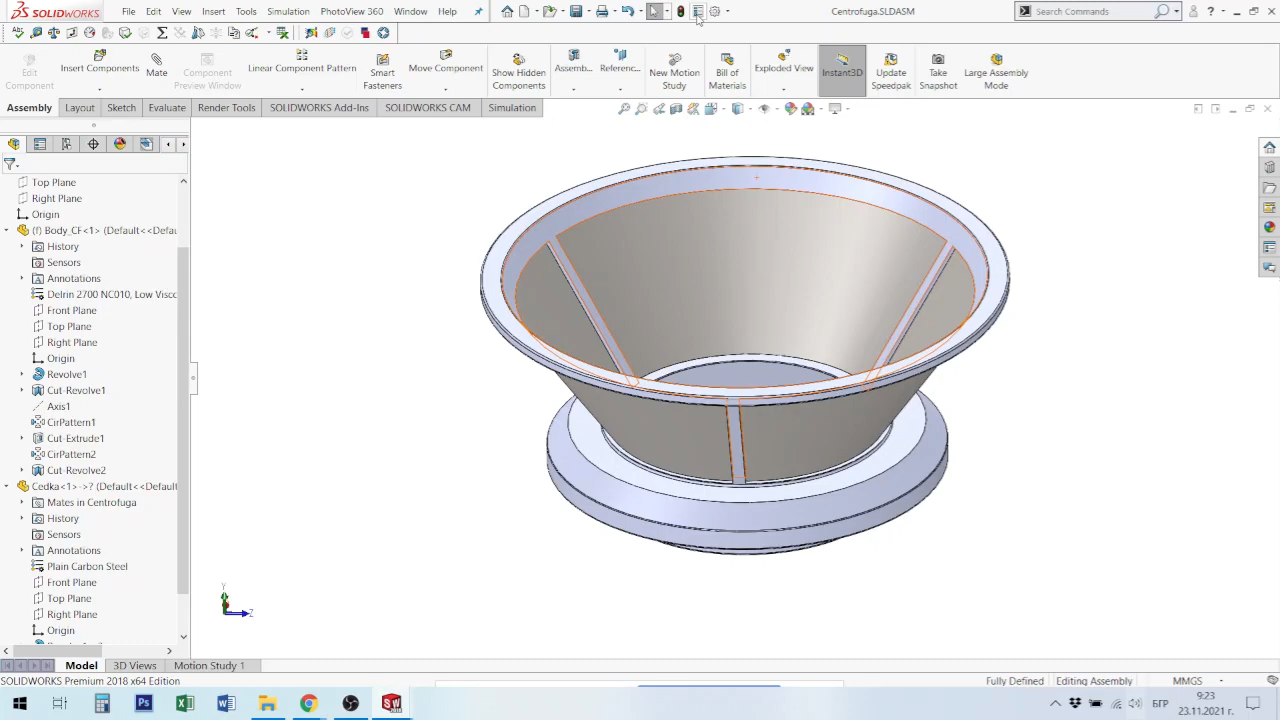 SOLIDWORKS
File Edit View Insert Tools Simulation Window Help
Centrofuga.SLDASM
Search Commands
Edit Component
Insert Components
Mate
Component Preview Window
Linear Component Pattern
Smart Fasteners
Move Component
Show Hidden Components
Assemb...
Referenc...
New Motion Study
Bill of Materials
Exploded View
Instant3D
Update Speedpak
Take Snapshot
Large Assembly Mode
Assembly Layout Sketch Evaluate Render Tools SOLIDWORKS Add-Ins SOLIDWORKS CAM Simulation
Top Plane
Right Plane
Origin
(f) Body_CF<1> (Default<<Defau
History
Sensors
Annotations
Delrin 2700 NC010, Low Visco
Front Plane
Top Plane
Right Plane
Origin
Revolve1
Cut-Revolve1
Axis1
CirPattern1
Cut-Extrude1
CirPattern2
Cut-Revolve2
Cedka<1>->? (Default<<Defau
Mates in Centrofuga
History
Sensors
Annotations
Plain Carbon Steel
Front Plane
Top Plane
Right Plane
Origin
Y
Z
Model 3D Views Motion Study 1
SOLIDWORKS Premium 2018 x64 Edition
Fully Defined Editing Assembly MMGS
БГР
9:23
23.11.2021 г.